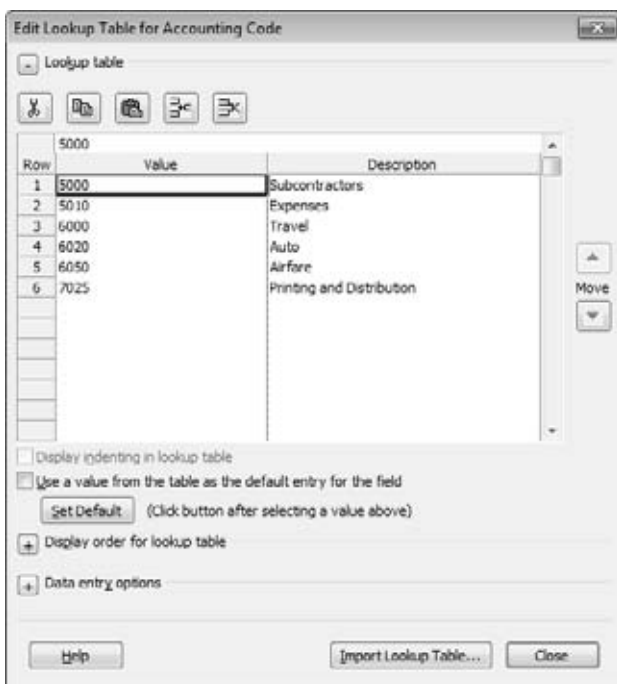 Edit Lookup Table for Accounting Code
Lookup table
5000
Row Value Description
1 5000 Subcontractors
2 5010 Expenses
3 6000 Travel
4 6020 Auto
5 6050 Airfare
6 7025 Printing and Distribution
Move
Display indenting in lookup table
Use a value from the table as the default entry for the field
Set Default (Click button after selecting a value above)
Display order for lookup table
Data entry options
Help Import Lookup Table... Close